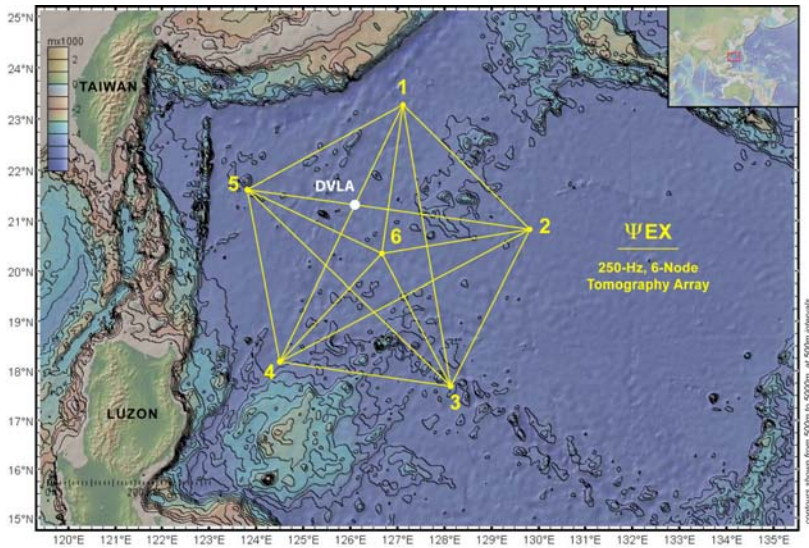 25°N
24°N
23°N
22°N
21°N
20°N
19°N
18°N
17°N
16°N
15°N
mx1000
2
0
-2
-4
TAIWAN
LUZON
1
5
DVLA
2
6
4
3
ΨEX
250-Hz, 6-Node
Tomography Array
120°E 121°E 122°E 123°E 124°E 125°E 126°E 127°E 128°E 129°E 130°E 131°E 132°E 133°E 134°E 135°E